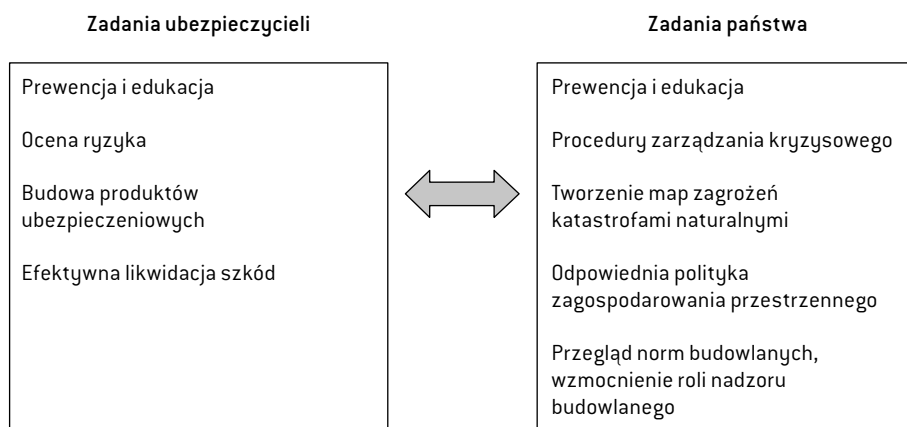 Zadania ubezpieczycieli
Prewencja i edukacja
Ocena ryzyka
Budowa produktów
ubezpieczeniowych
Efektywna likwidacja szkód
Zadania państwa
Prewencja i edukacja
Procedury zarządzania kryzysowego
Tworzenie map zagrożeń
katastrofami naturalnymi
Odpowiednia polityka
zagospodarowania przestrzennego
Przegląd norm budowlanych,
wzmocnienie roli nadzoru
budowlanego